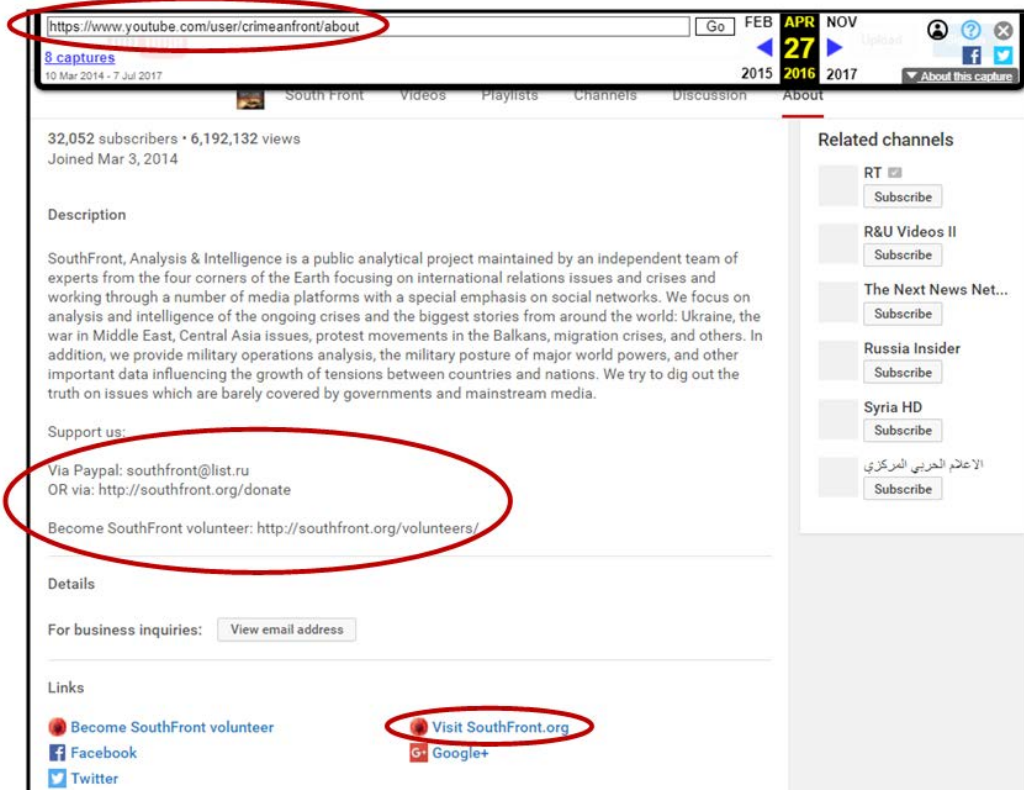 https://www.youtube.com/user/crimeanfront/about
Go
FEB APR NOV
Upload
8 captures
27
10 Mar 2014 - 7 Jul 2017
2015 2016 2017
About this capture
South Front Videos Playlists Channels Discussion About
32,052 subscribers • 6,192,132 views
Joined Mar 3, 2014
Description
SouthFront, Analysis & Intelligence is a public analytical project maintained by an independent team of
experts from the four corners of the Earth focusing on international relations issues and crises and
working through a number of media platforms with a special emphasis on social networks. We focus on
analysis and intelligence of the ongoing crises and the biggest stories from around the world: Ukraine, the
war in Middle East, Central Asia issues, protest movements in the Balkans, migration crises, and others. In
addition, we provide military operations analysis, the military posture of major world powers, and other
important data influencing the growth of tensions between countries and nations. We try to dig out the
truth on issues which are barely covered by governments and mainstream media.
Support us:
Via Paypal: southfront@list.ru
OR via: http://southfront.org/donate
Become SouthFront volunteer: http://southfront.org/volunteers/
Details
For business inquiries: View email address
Links
Become SouthFront volunteer
Visit SouthFront.org
Facebook
Google+
Twitter
Related channels
RT
Subscribe
R&U Videos II
Subscribe
The Next News Net...
Subscribe
Russia Insider
Subscribe
Syria HD
Subscribe
الاعلام الحربي المركزي
Subscribe